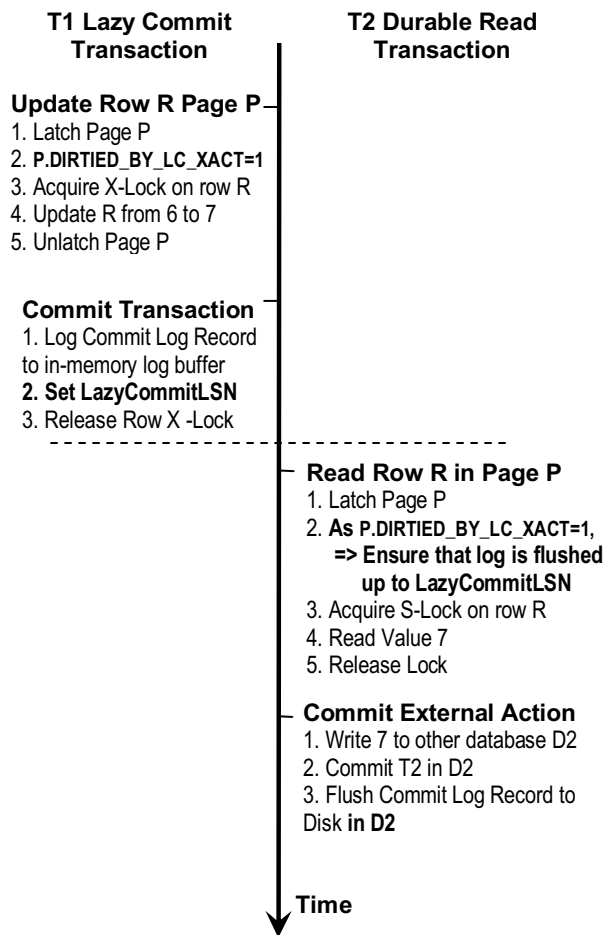 T1 Lazy Commit
Transaction
T2 Durable Read
Transaction
Update Row R Page P
1. Latch Page P
2. P.DIRTIED_BY_LC_XACT=1
3. Acquire X-Lock on row R
4. Update R from 6 to 7
5. Unlatch Page P
Commit Transaction
1. Log Commit Log Record
to in-memory log buffer
2. Set LazyCommitLSN
3. Release Row X -Lock
Read Row R in Page P
1. Latch Page P
2. As P.DIRTIED_BY_LC_XACT=1,
=> Ensure that log is flushed
up to LazyCommitLSN
3. Acquire S-Lock on row R
4. Read Value 7
5. Release Lock
Commit External Action
1. Write 7 to other database D2
2. Commit T2 in D2
3. Flush Commit Log Record to
Disk in D2
Time